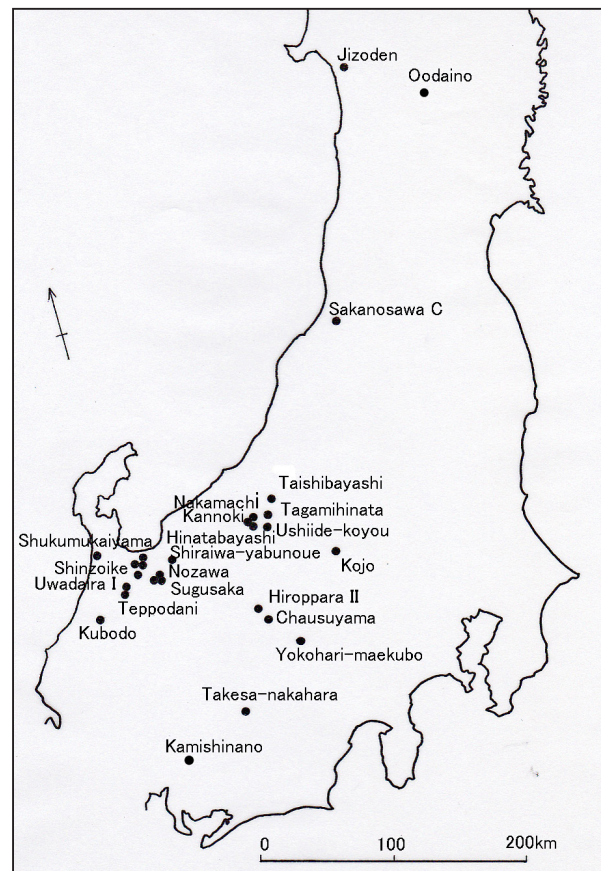 Jizoden
Oodaino
Sakanosawa C
Taishibayashi
Nakamachi
Tagamihinata
Kannoki
Ushiide-koyou
Shukumukaiyama
Hinatabayashi
Shiraiwa-yabunoue
Kojo
Shinzoike
Nozawa
Uwadaira I
Sugusaka
Teppodani
Hiroppara II
Chausuyama
Kubodo
Yokohari-maekubo
Takesa-nakahara
Kamishinano
0 100 200km